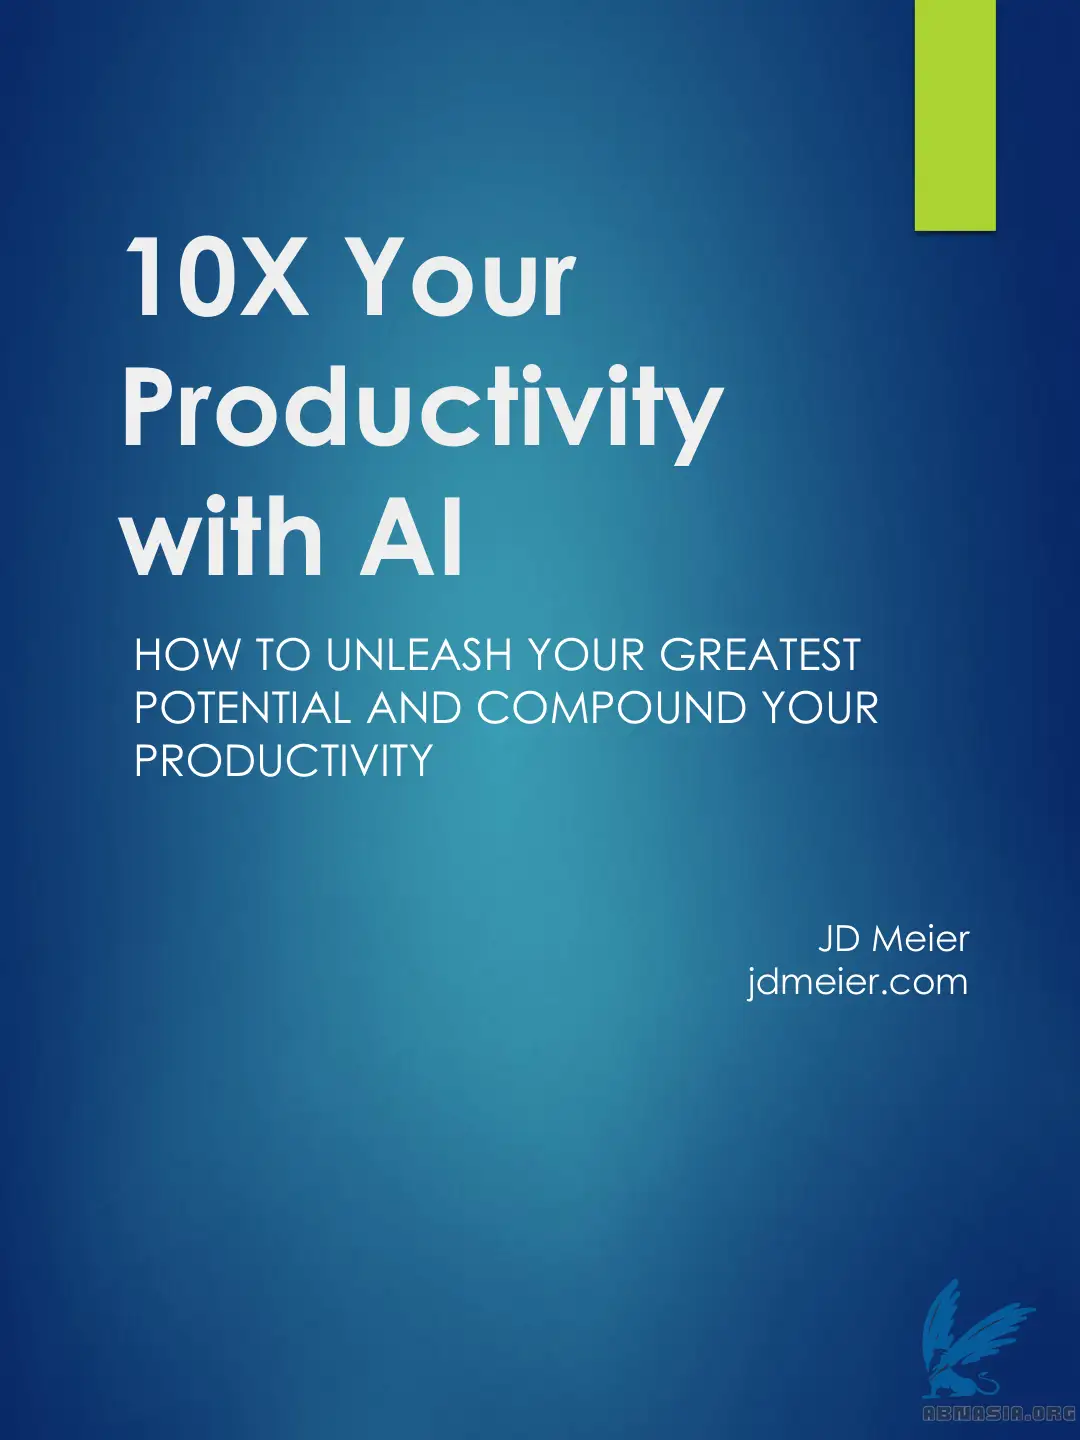 10X Your
Productivity
with AI
HOW TO UNLEASH YOUR GREATEST
POTENTIAL AND COMPOUND YOUR
PRODUCTIVITY
JD Meier
jdmeier.com
ABNASIA.ORG